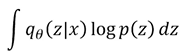 ∫ q_θ(z|x) log p(z) dz